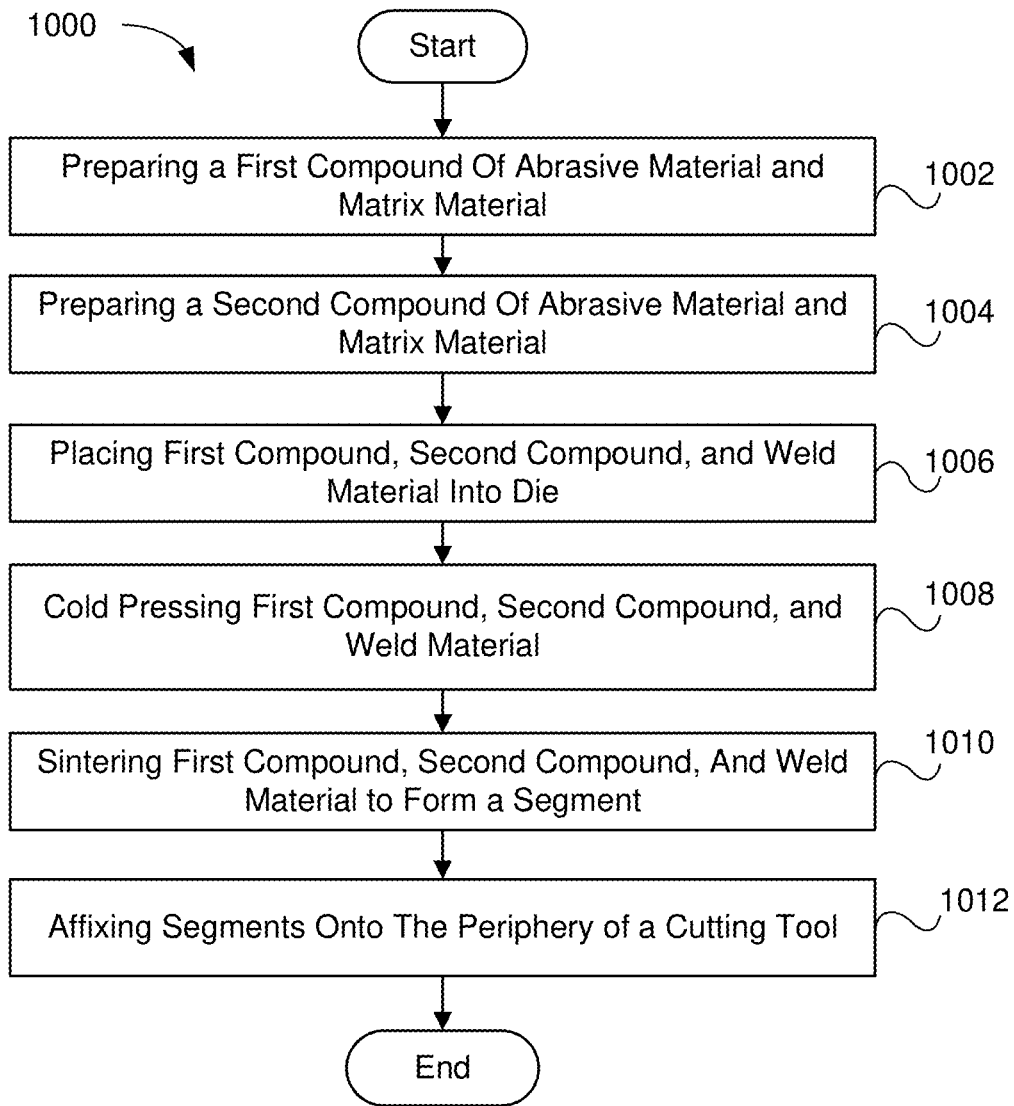 1000
Start
Preparing a First Compound Of Abrasive Material and
Matrix Material
1002
Preparing a Second Compound Of Abrasive Material and
Matrix Material
1004
Placing First Compound, Second Compound, and Weld
Material Into Die
1006
Cold Pressing First Compound, Second Compound, and
Weld Material
1008
Sintering First Compound, Second Compound, And Weld
Material to Form a Segment
1010
Affixing Segments Onto The Periphery of a Cutting Tool
1012
End